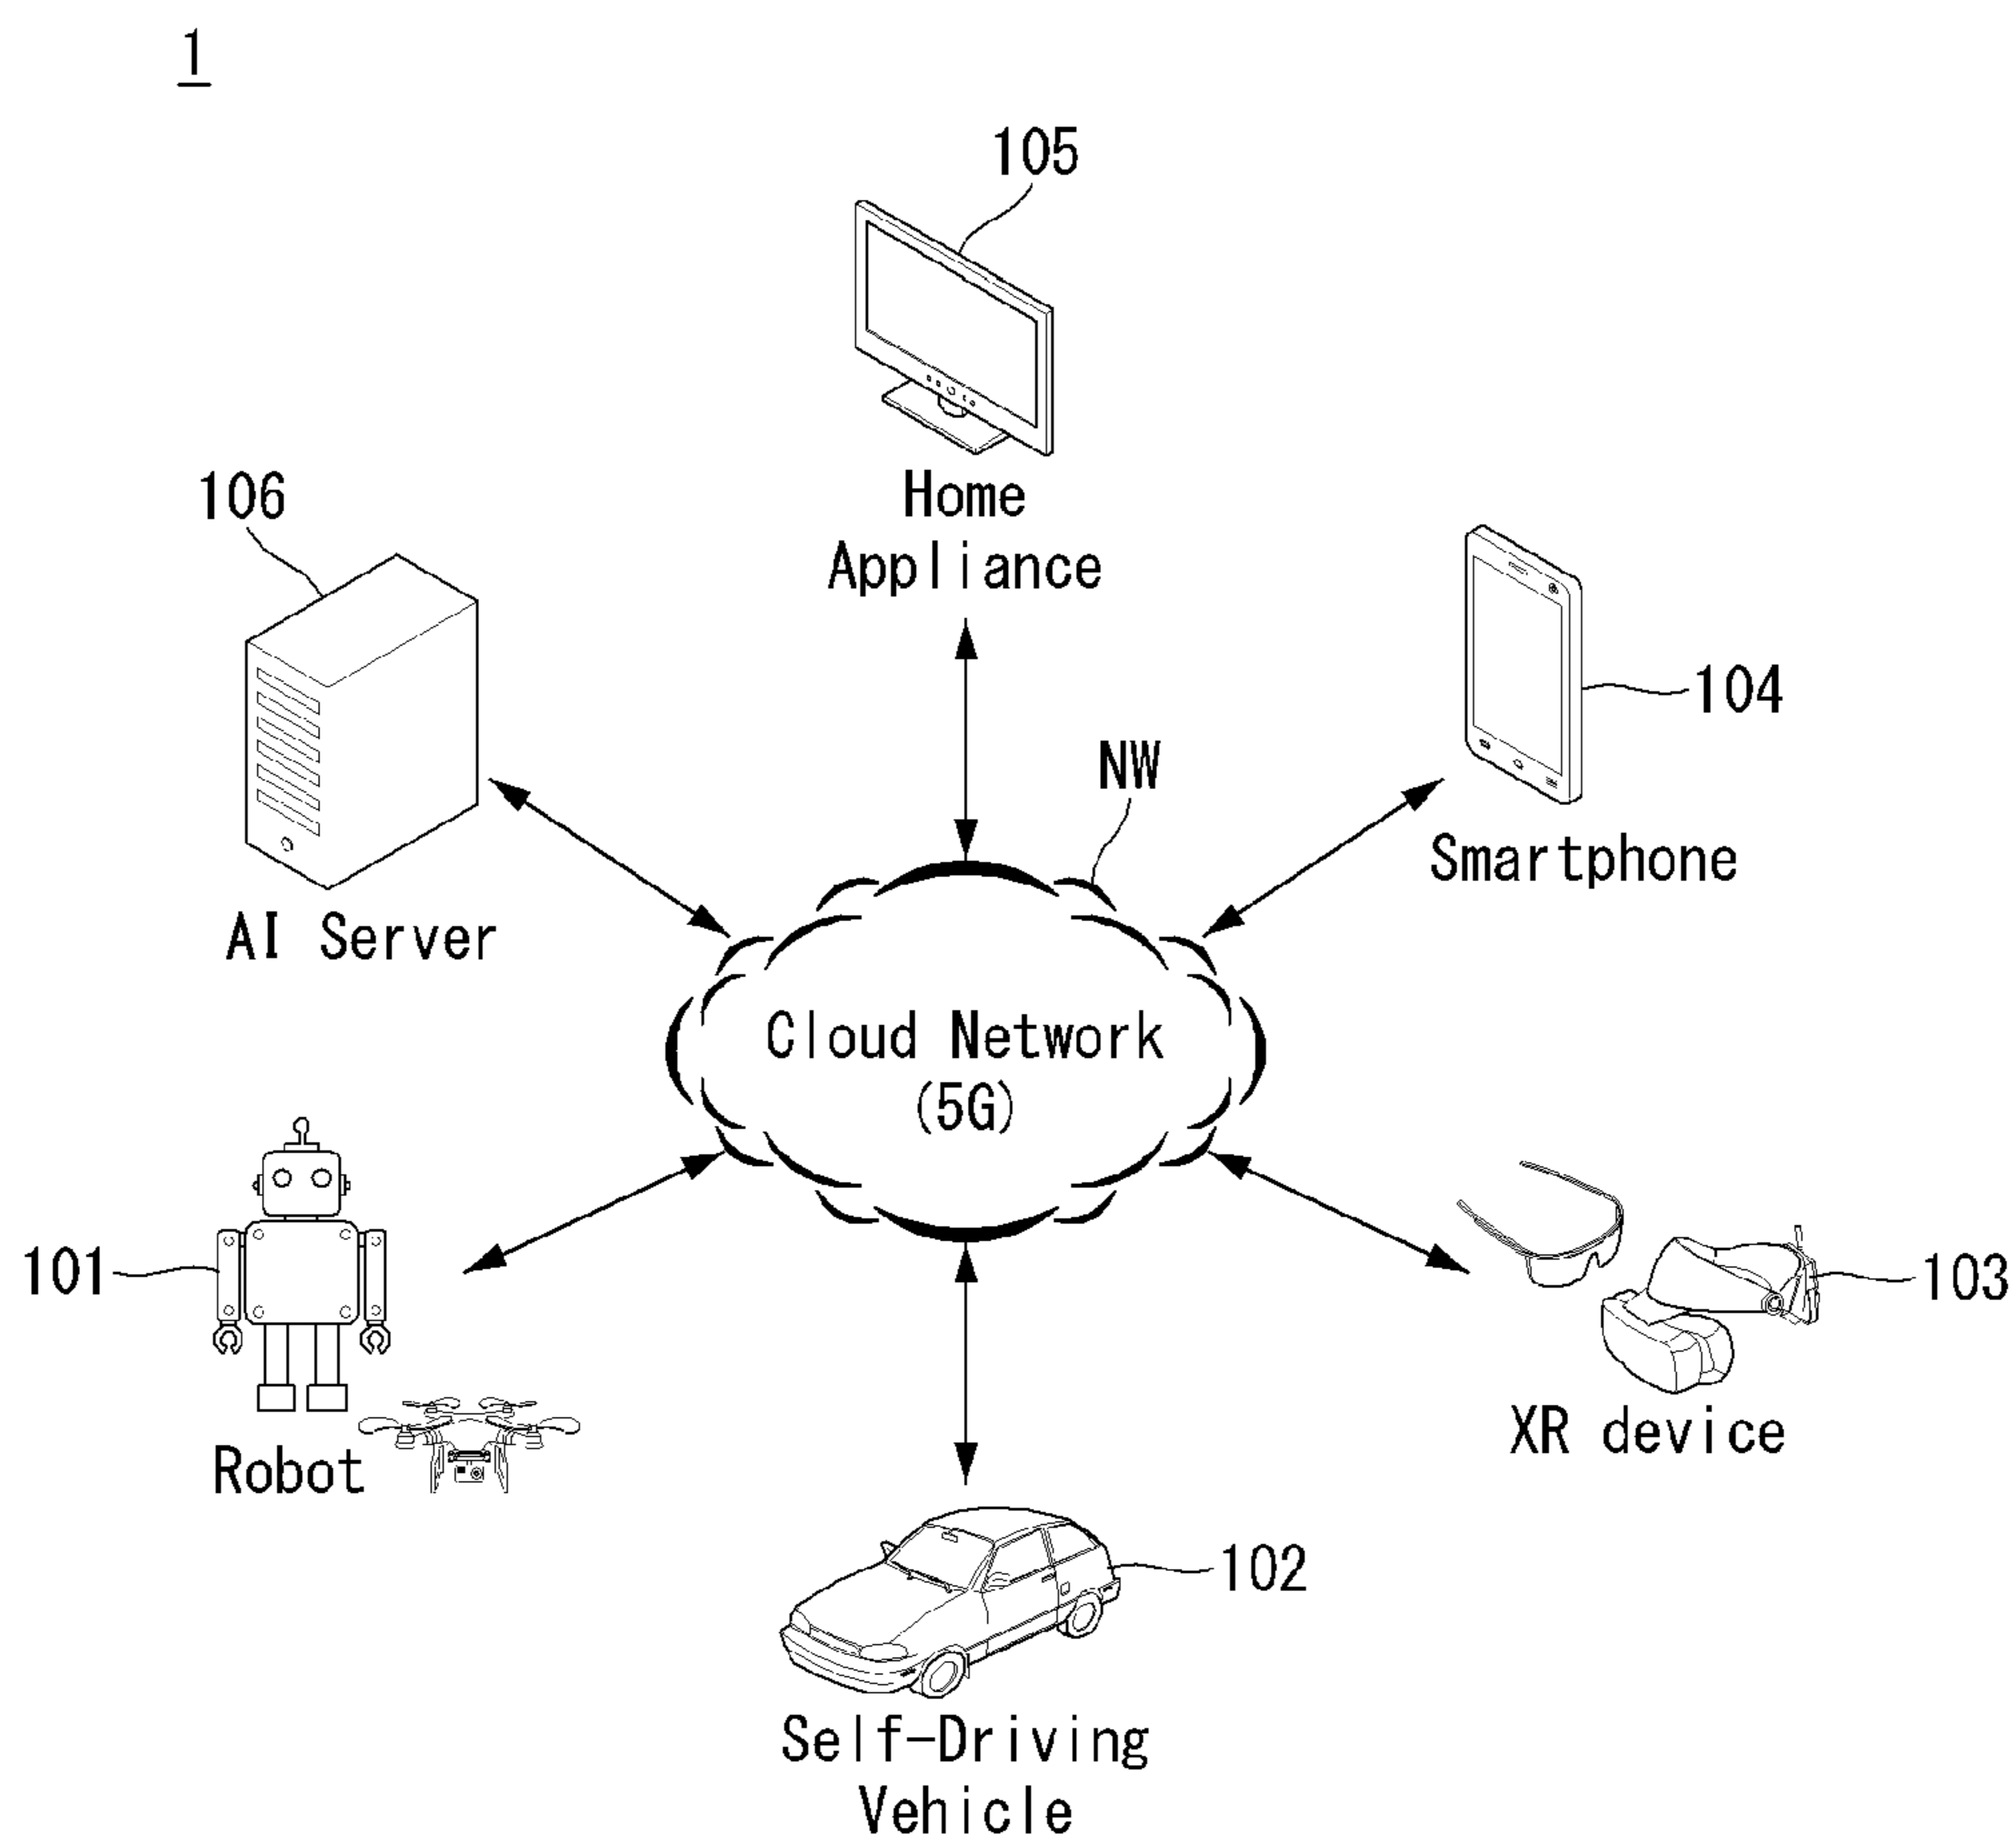 1
105
Home
Appliance
106
AI Server
104
Smartphone
NW
Cloud Network
(5G)
101
Robot
103
XR device
102
Self-Driving
Vehicle